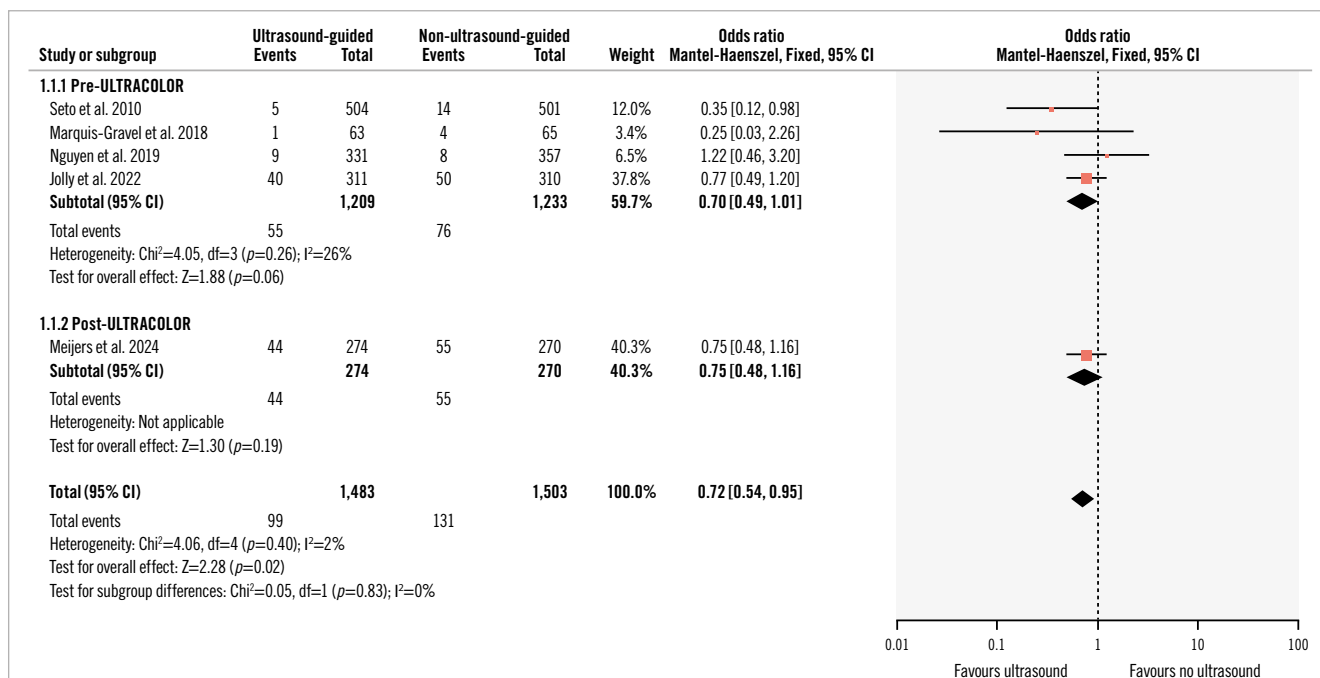 Ultrasound-guided Non-ultrasound-guided Odds ratio Odds ratio
Study or subgroup Events Total Events Total Weight Mantel-Haenszel, Fixed, 95% CI Mantel-Haenszel, Fixed, 95% CI
1.1.1 Pre-ULTRACOLOR
Seto et al. 2010 5 504 14 501 12.0% 0.35 [0.12, 0.98]
Marquis-Gravel et al. 2018 1 63 4 65 3.4% 0.25 [0.03, 2.26]
Nguyen et al. 2019 9 331 8 357 6.5% 1.22 [0.46, 3.20]
Jolly et al. 2022 40 311 50 310 37.8% 0.77 [0.49, 1.20]
Subtotal (95% CI) 1,209 1,233 59.7% 0.70 [0.49, 1.01]
Total events 55 76
Heterogeneity: Chi²=4.05, df=3 (p=0.26); I²=26%
Test for overall effect: Z=1.88 (p=0.06)
1.1.2 Post-ULTRACOLOR
Meijers et al. 2024 44 274 55 270 40.3% 0.75 [0.48, 1.16]
Subtotal (95% CI) 274 270 40.3% 0.75 [0.48, 1.16]
Total events 44 55
Heterogeneity: Not applicable
Test for overall effect: Z=1.30 (p=0.19)
Total (95% CI) 1,483 1,503 100.0% 0.72 [0.54, 0.95]
Total events 99 131
Heterogeneity: Chi²=4.06, df=4 (p=0.40); I²=2%
Test for overall effect: Z=2.28 (p=0.02)
Test for subgroup differences: Chi²=0.05, df=1 (p=0.83); I²=0%
0.01 0.1 1 10 100
Favours ultrasound Favours no ultrasound